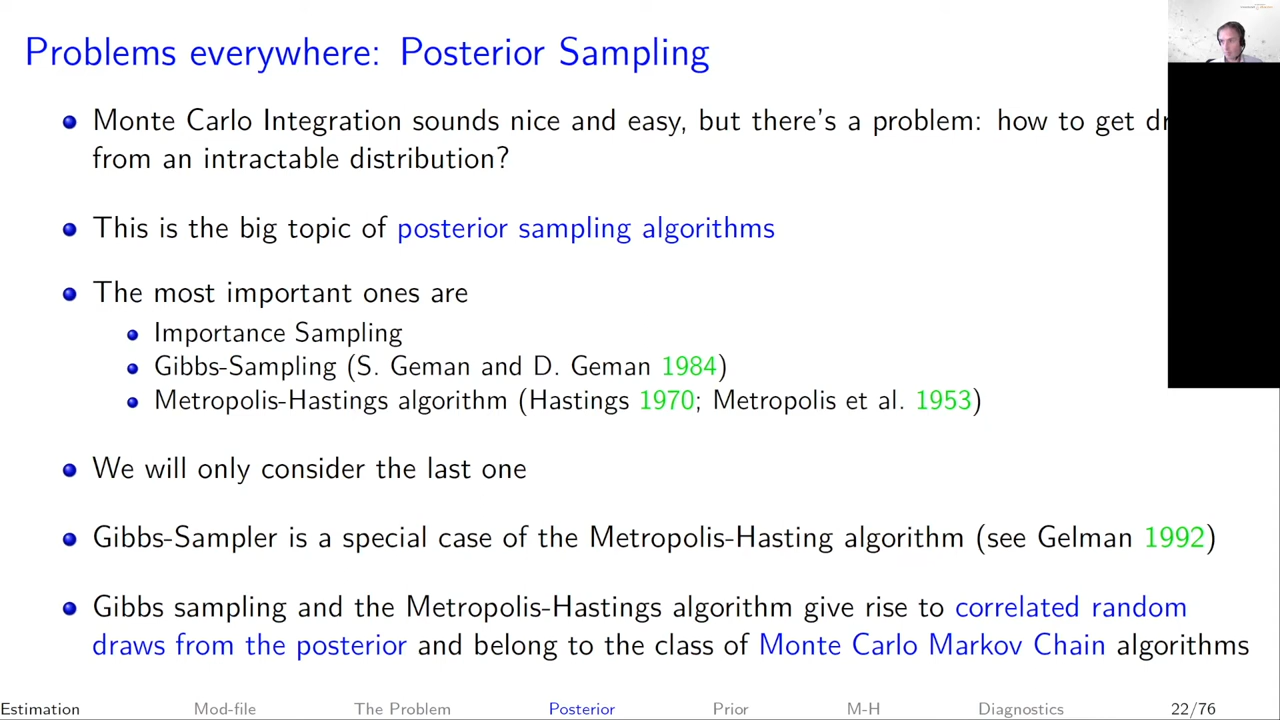 Problems everywhere: Posterior Sampling
Monte Carlo Integration sounds nice and easy, but there's a problem: how to get
from an intractable distribution?
This is the big topic of posterior sampling algorithms
The most important ones are
Importance Sampling
Gibbs-Sampling (S. Geman and D. Geman 1984)
Metropolis-Hastings algorithm (Hastings 1970; Metropolis et al. 1953)
We will only consider the last one
Gibbs-Sampler is a special case of the Metropolis-Hasting algorithm (see Gelman 1992)
Gibbs sampling and the Metropolis-Hastings algorithm give rise to correlated random
draws from the posterior and belong to the class of Monte Carlo Markov Chain algorithms
Estimation Mod-file The Problem Posterior Prior M-H Diagnostics 22/76